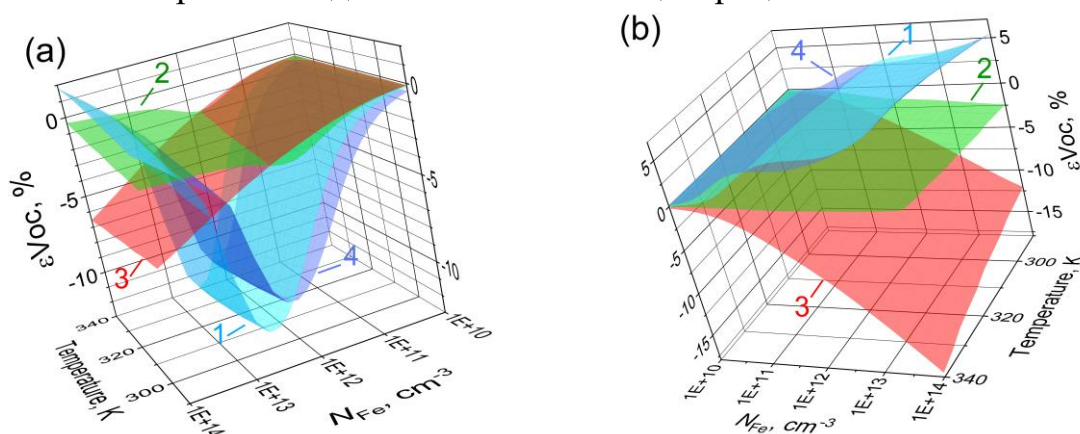 (a)
2
0
-5
-10
εVoc, %
3
340
320
300
Temperature, K
1
4
0
-5
-10
1E+10
1E+11
1E+12
1E+13
1E+14
N_Fe, cm⁻³
(b)
4
1
2
5
0
-5
-10
-15
εVoc, %
5
0
-5
-10
-15
3
300
320
340
Temperature, K
1E+10
1E+11
1E+12
1E+13
1E+14
N_Fe, cm⁻³